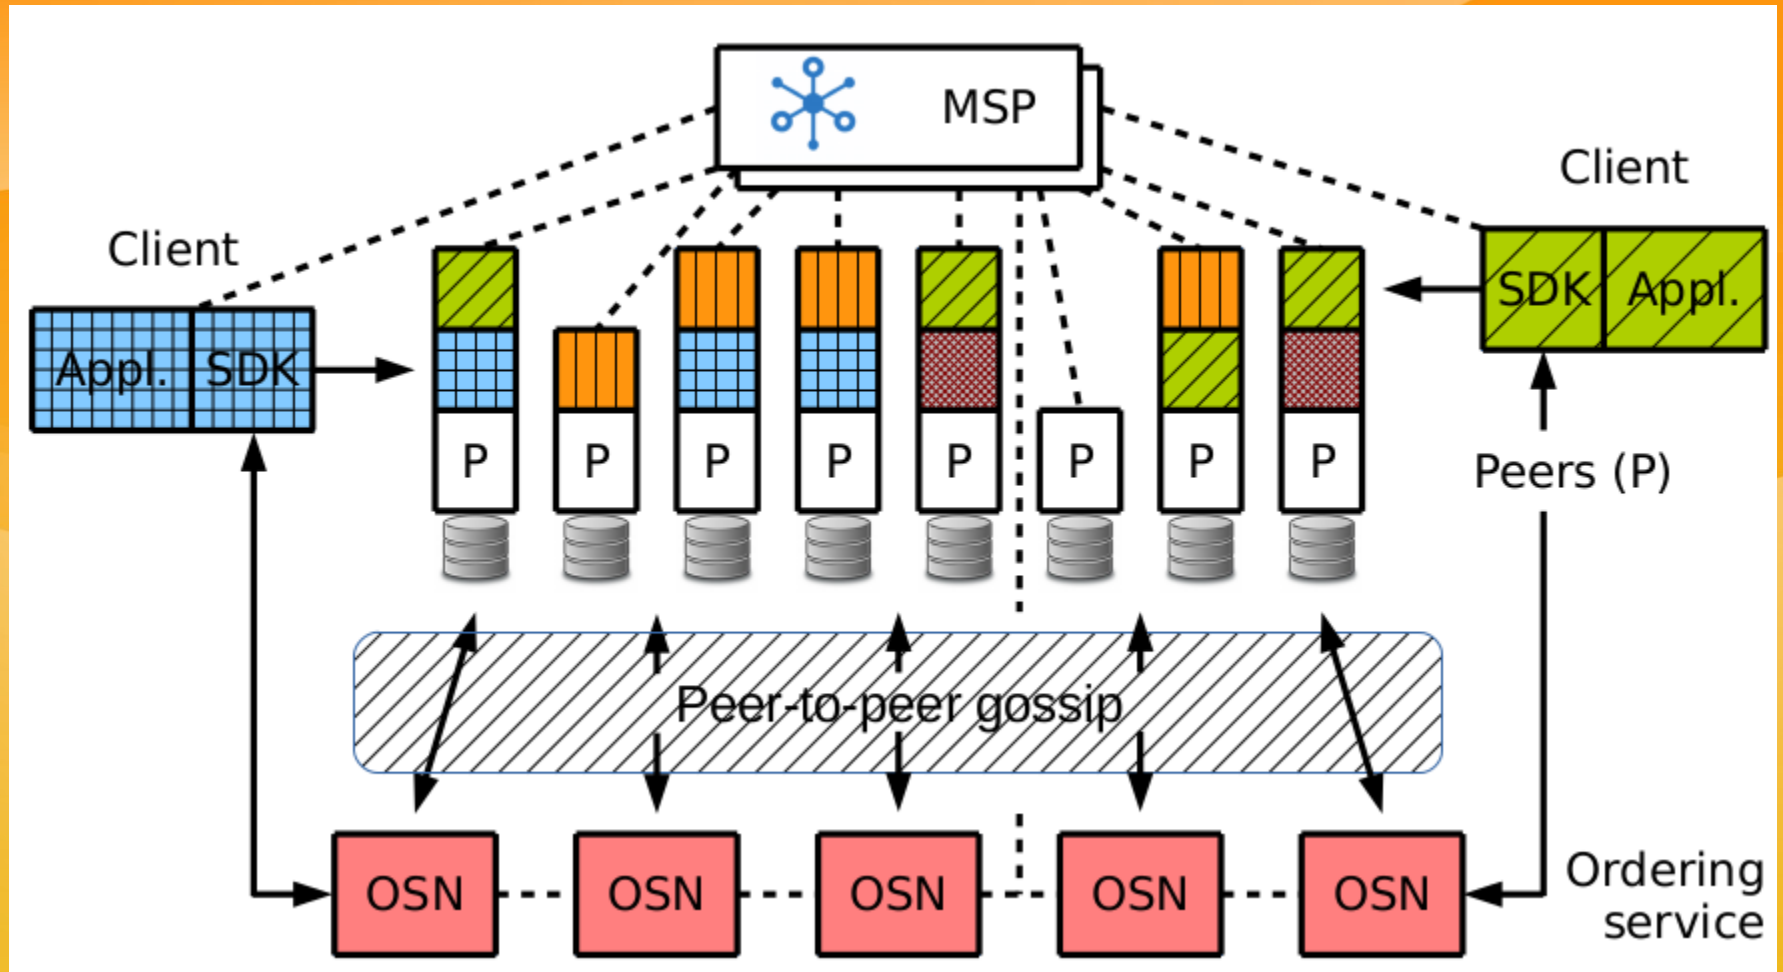 MSP
Client
Client
SDK Appl.
Appl. SDK
P P P P P P P P
Peers (P)
Peer-to-peer gossip
OSN OSN OSN OSN OSN
Ordering
service